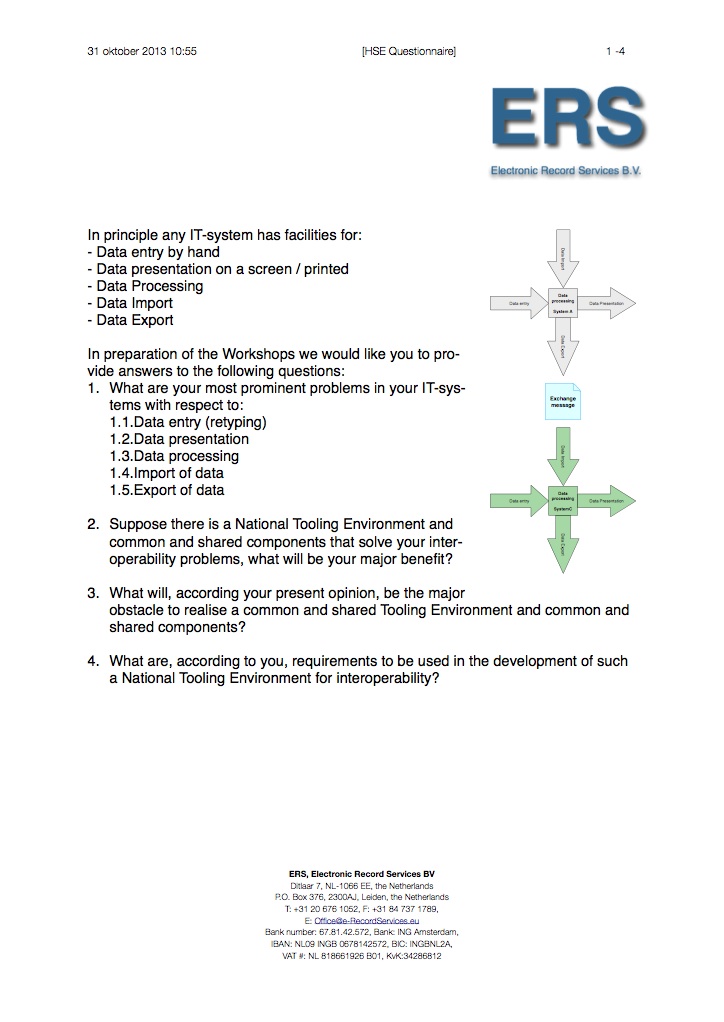 31 oktober 2013 10:55 [HSE Questionnaire] 1 -4
ERS
Electronic Record Services B.V.
In principle any IT-system has facilities for:
- Data entry by hand
- Data presentation on a screen / printed
- Data Processing
- Data Import
- Data Export
In preparation of the Workshops we would like you to pro-
vide answers to the following questions:
1. What are your most prominent problems in your IT-sys-
tems with respect to:
1.1.Data entry (retyping)
1.2.Data presentation
1.3.Data processing
1.4.Import of data
1.5.Export of data
2. Suppose there is a National Tooling Environment and
common and shared components that solve your inter-
operability problems, what will be your major benefit?
3. What will, according your present opinion, be the major
obstacle to realise a common and shared Tooling Environment and common and
shared components?
4. What are, according to you, requirements to be used in the development of such
a National Tooling Environment for interoperability?
Data Import
Data entry
Data
processing
System A
Data Presentation
Data Export
Exchange
message
Data Import
Data entry
Data
processing
SystemC
Data Presentation
Data Export
ERS, Electronic Record Services BV
Ditlaar 7, NL-1066 EE, the Netherlands
P.O. Box 376, 2300AJ, Leiden, the Netherlands
T: +31 20 676 1052, F: +31 84 737 1789,
E: Office@e-RecordServices.eu
Bank number: 67.81.42.572, Bank: ING Amsterdam,
IBAN: NL09 INGB 0678142572, BIC: INGBNL2A,
VAT #: NL 818661926 B01, KvK:34286812